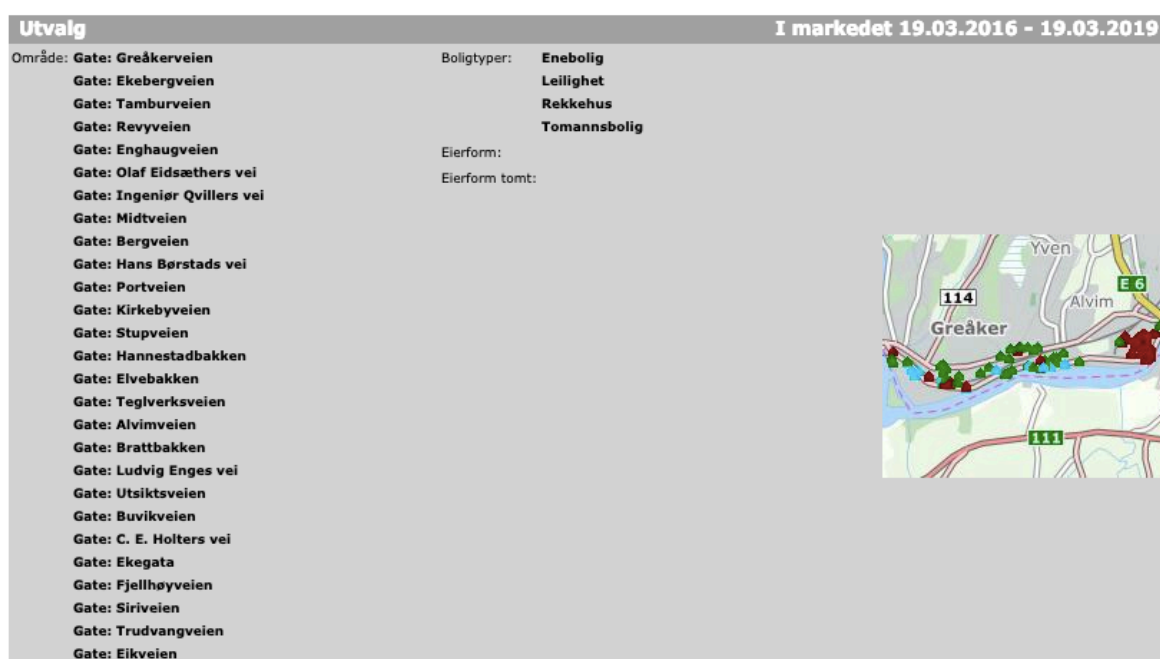 Utvalg
I markedet 19.03.2016 - 19.03.2019
Område: Gate: Greåkerveien
Gate: Ekebergveien
Gate: Tamburveien
Gate: Revyveien
Gate: Enghaugveien
Gate: Olaf Eidsæthers vei
Gate: Ingeniør Qvillers vei
Gate: Midtveien
Gate: Bergveien
Gate: Hans Børstads vei
Gate: Portveien
Gate: Kirkebyveien
Gate: Stupveien
Gate: Hannestadbakken
Gate: Elvebakken
Gate: Teglverksveien
Gate: Alvimveien
Gate: Brattbakken
Gate: Ludvig Enges vei
Gate: Utsiktsveien
Gate: Buvikveien
Gate: C. E. Holters vei
Gate: Ekegata
Gate: Fjellhøyveien
Gate: Siriveien
Gate: Trudvangveien
Gate: Eikveien
Boligtyper: Enebolig
Leilighet
Rekkehus
Tomannsbolig
Eierform:
Eierform tomt:
Yven
E 6
114
Alvim
Greåker
111